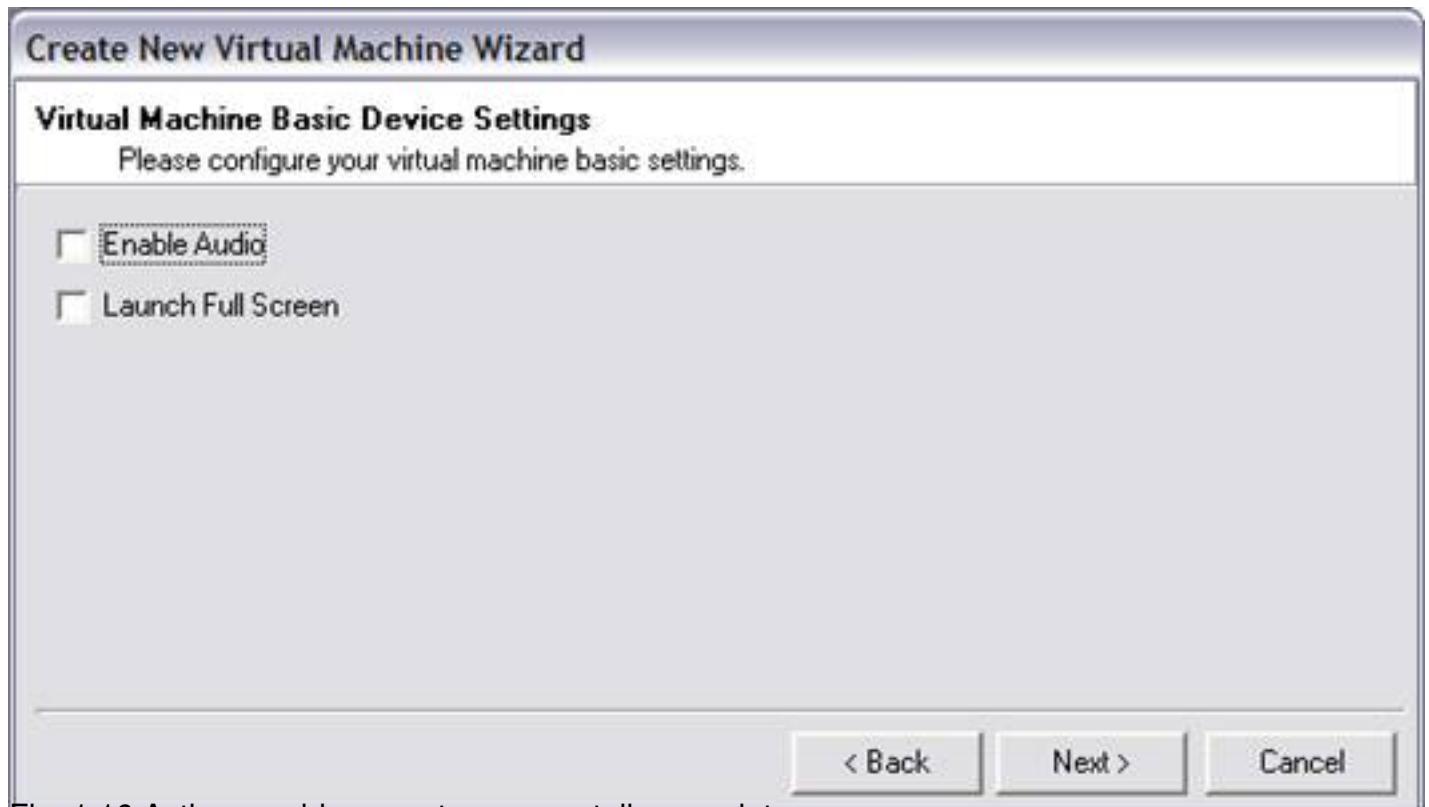 Create New Virtual Machine Wizard
Virtual Machine Basic Device Settings
Please configure your virtual machine basic settings.
Enable Audio
Launch Full Screen
< Back
Next >
Cancel